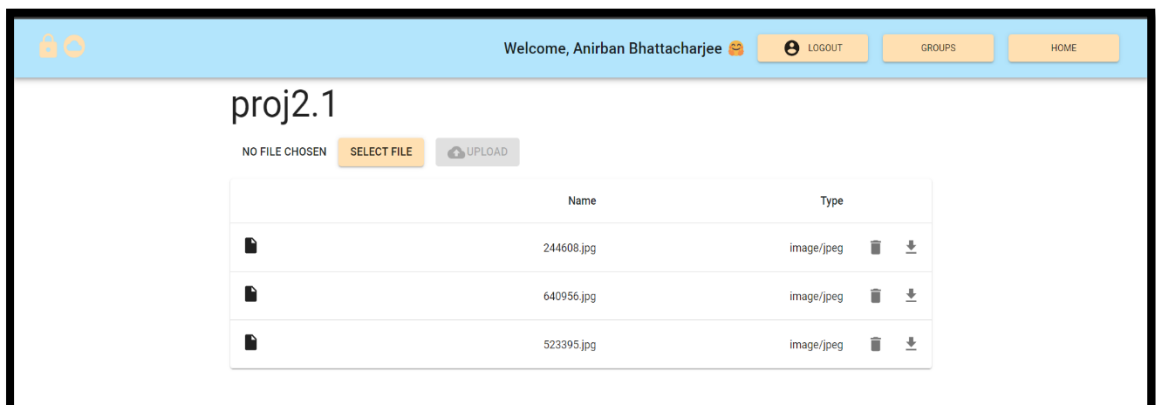 Welcome, Anirban Bhattacharjee 🤗 LOGOUT GROUPS HOME
proj2.1
NO FILE CHOSEN SELECT FILE UPLOAD
Name Type
244608.jpg image/jpeg
640956.jpg image/jpeg
523395.jpg image/jpeg